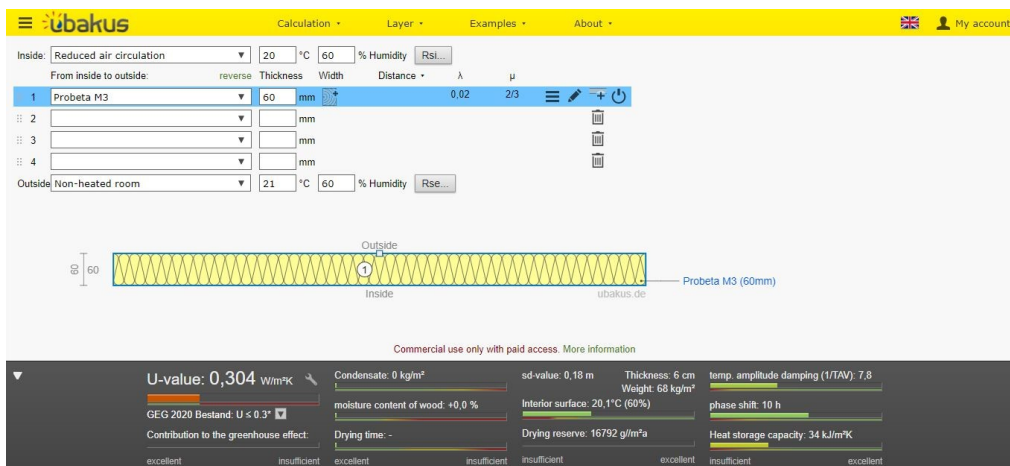 ubakus Calculation Layer Examples About My account
Inside: Reduced air circulation 20 °C 60 % Humidity Rsi...
From inside to outside: reverse Thickness Width Distance λ μ
1 Probeta M3 60 mm 0,02 2/3
2 mm
3 mm
4 mm
Outside Non-heated room 21 °C 60 % Humidity Rse...
Outside
60 60 1
Probeta M3 (60mm)
Inside ubakus.de
Commercial use only with paid access. More information
U-value: 0,304 W/m²K
GEG 2020 Bestand: U ≤ 0.3*
Contribution to the greenhouse effect:
excellent insufficient
Condensate: 0 kg/m²
moisture content of wood: +0,0 %
Drying time: -
excellent insufficient
sd-value: 0,18 m Thickness: 6 cm
Weight: 68 kg/m²
Interior surface: 20,1°C (60%)
Drying reserve: 16792 g//m²a
insufficient excellent
temp. amplitude damping (1/TAV): 7,8
phase shift: 10 h
Heat storage capacity: 34 kJ/m²K
insufficient excellent